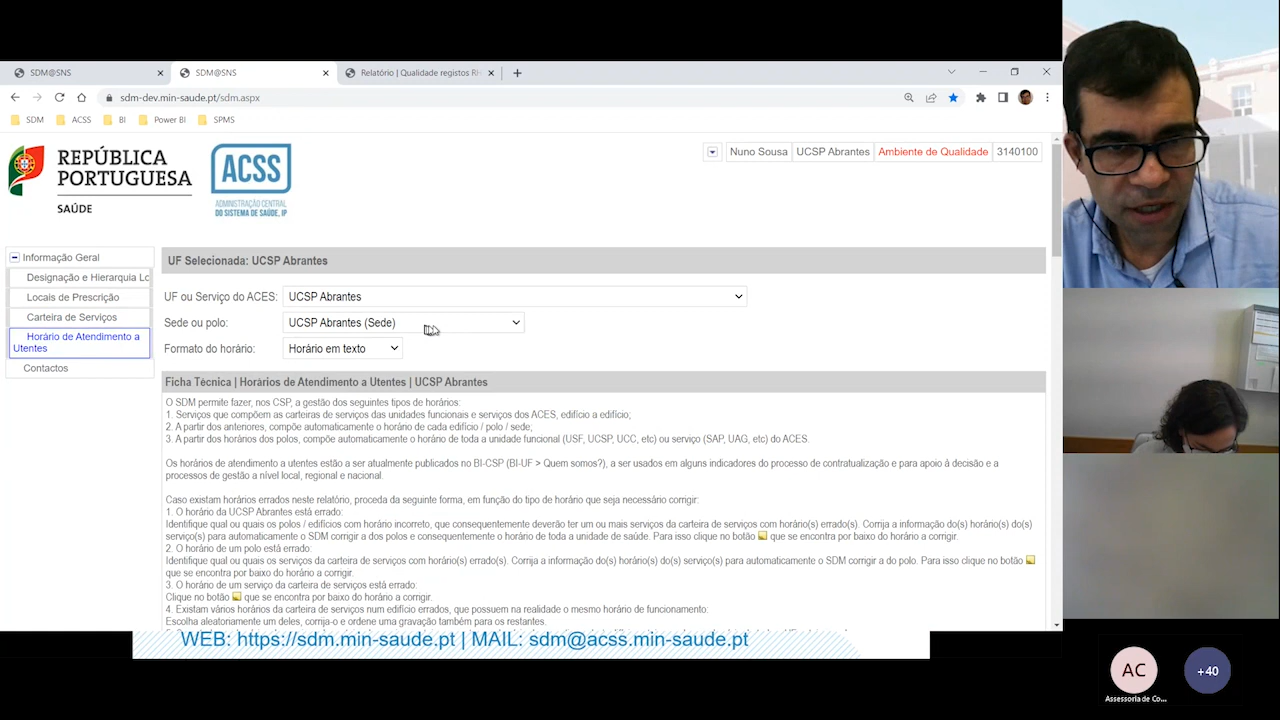 SDM@SNS
SDM@SNS
Relatório | Qualidade registos RH
sdm-dev.min-saude.pt/sdm.aspx
SDM
ACSS
BI
Power BI
SPMS
REPÚBLICA
PORTUGUESA
SAÚDE
ACSS
ADMINISTRAÇÃO CENTRAL
DO SISTEMA DE SAÚDE, IP
Nuno Sousa
UCSP Abrantes
Ambiente de Qualidade
3140100
Informação Geral
Designação e Hierarquia Lo
Locais de Prescrição
Carteira de Serviços
Horário de Atendimento a
Utentes
Contactos
UF Selecionada: UCSP Abrantes
UF ou Serviço do ACES: UCSP Abrantes
Sede ou polo: UCSP Abrantes (Sede)
Formato do horário: Horário em texto
Ficha Técnica | Horários de Atendimento a Utentes | UCSP Abrantes
O SDM permite fazer, nos CSP, a gestão dos seguintes tipos de horários:
1. Serviços que compõem as carteiras de serviços das unidades funcionais e serviços dos ACES, edifício a edifício;
2. A partir dos anteriores, compõe automaticamente o horário de cada edifício / polo / sede;
3. A partir dos horários dos polos, compõe automaticamente o horário de toda a unidade funcional (USF, UCSP, UCC, etc) ou serviço (SAP, UAG, etc) do ACES.
Os horários de atendimento a utentes estão a ser atualmente publicados no BI-CSP (BI-UF > Quem somos?), a ser usados em alguns indicadores do processo de contratualização e para apoio à decisão e a
processos de gestão a nível local, regional e nacional.
Caso existam horários errados neste relatório, proceda da seguinte forma, em função do tipo de horário que seja necessário corrigir:
1. O horário da UCSP Abrantes está errado:
Identifique qual ou quais os polos / edifícios com horário incorreto, que consequentemente deverão ter um ou mais serviços da carteira de serviços com horário(s) errado(s). Corrija a informação do(s) horário(s) do(s)
serviço(s) para automaticamente o SDM corrigir a dos polos e consequentemente o horário de toda a unidade de saúde. Para isso clique no botão que se encontra por baixo do horário a corrigir.
2. O horário de um polo está errado:
Identifique qual ou quais os serviços da carteira de serviços com horário(s) errado(s). Corrija a informação do(s) horário(s) do(s) serviço(s) para automaticamente o SDM corrigir a do polo. Para isso clique no botão
que se encontra por baixo do horário a corrigir.
3. O horário de um serviço da carteira de serviços está errado:
Clique no botão que se encontra por baixo do horário a corrigir.
4. Existam vários horários da carteira de serviços num edifício errados, que possuem na realidade o mesmo horário de funcionamento:
Escolha aleatoriamente um deles, corrija-o e ordene uma gravação também para os restantes.
WEB: https://sdm.min-saude.pt | MAIL: sdm@acss.min-saude.pt
AC
+40
Assessoria de Co...